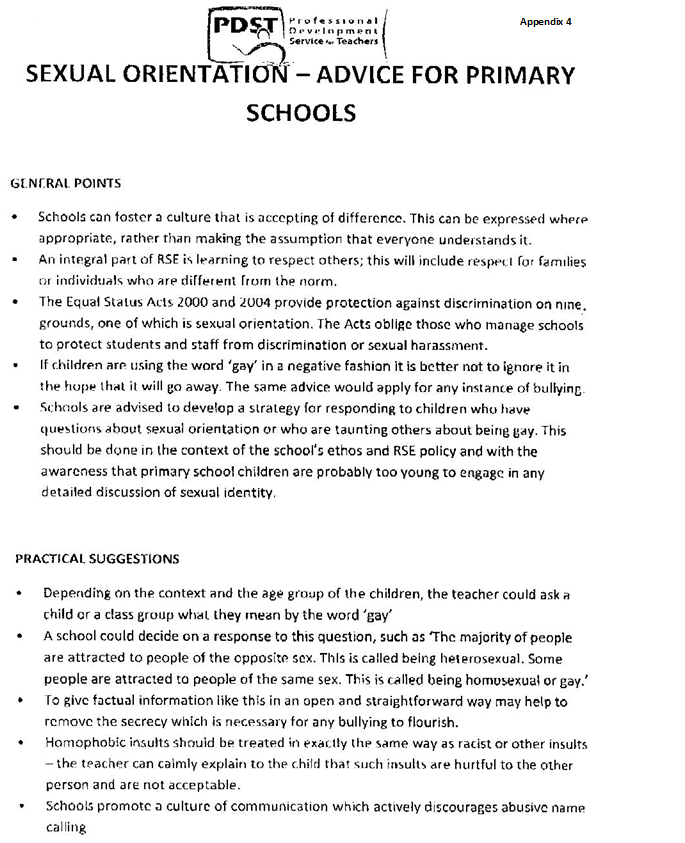 PDST Professional
Development
Service for Teachers
Appendix 4
SEXUAL ORIENTATION – ADVICE FOR PRIMARY
SCHOOLS
GENERAL POINTS
• Schools can foster a culture that is accepting of difference. This can be expressed where
appropriate, rather than making the assumption that everyone understands it.
• An integral part of RSE is learning to respect others; this will include respect for families
or individuals who are different from the norm.
• The Equal Status Acts 2000 and 2004 provide protection against discrimination on nine
grounds, one of which is sexual orientation. The Acts oblige those who manage schools
to protect students and staff from discrimination or sexual harassment.
• If children are using the word ‘gay’ in a negative fashion it is better not to ignore it in
the hope that it will go away. The same advice would apply for any instance of bullying.
• Schools are advised to develop a strategy for responding to children who have
questions about sexual orientation or who are taunting others about being gay. This
should be done in the context of the school’s ethos and RSE policy and with the
awareness that primary school children are probably too young to engage in any
detailed discussion of sexual identity.
PRACTICAL SUGGESTIONS
• Depending on the context and the age group of the children, the teacher could ask a
child or a class group what they mean by the word ‘gay’
• A school could decide on a response to this question, such as ‘The majority of people
are attracted to people of the opposite sex. This is called being heterosexual. Some
people are attracted to people of the same sex. This is called being homosexual or gay.’
• To give factual information like this in an open and straightforward way may help to
remove the secrecy which is necessary for any bullying to flourish.
• Homophobic insults should be treated in exactly the same way as racist or other insults
– the teacher can calmly explain to the child that such insults are hurtful to the other
person and are not acceptable.
• Schools promote a culture of communication which actively discourages abusive name
calling